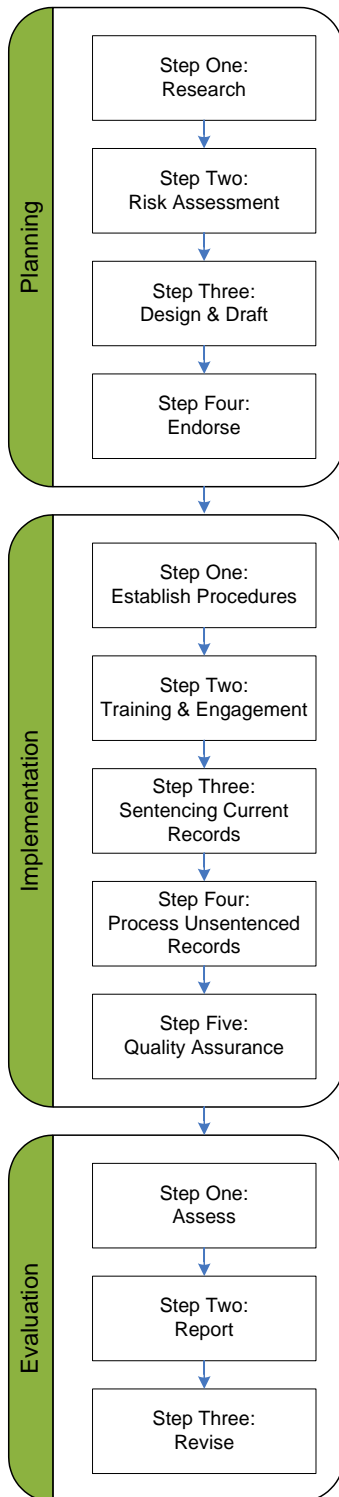 Planning
Step One:
Research
Step Two:
Risk Assessment
Step Three:
Design & Draft
Step Four:
Endorse
Implementation
Step One:
Establish Procedures
Step Two:
Training & Engagement
Step Three:
Sentencing Current
Records
Step Four:
Process Unsentenced
Records
Step Five:
Quality Assurance
Evaluation
Step One:
Assess
Step Two:
Report
Step Three:
Revise